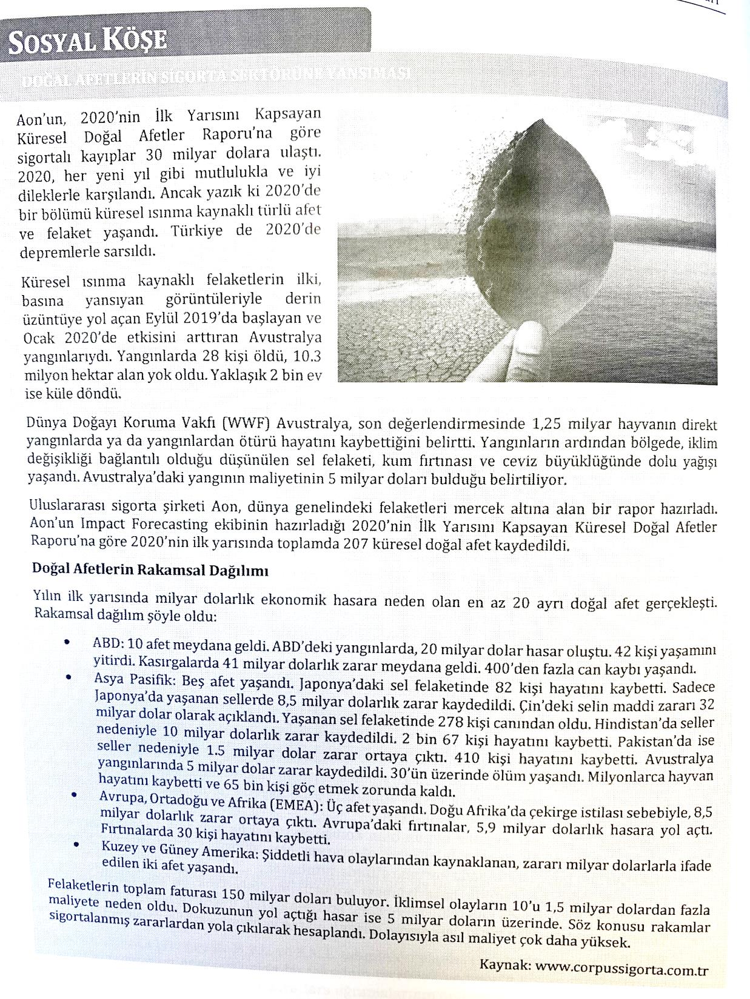 SOSYAL KÖŞE
DOĞAL AFETLERİN SİGORTA SEKTÖRÜNE YANSIMASI
Aon'un, 2020'nin İlk Yarısını Kapsayan
Küresel Doğal Afetler Raporu'na göre
sigortalı kayıplar 30 milyar dolara ulaştı.
2020, her yeni yıl gibi mutlulukla ve iyi
dileklerle karşılandı. Ancak yazık ki 2020'de
bir bölümü küresel ısınma kaynaklı türlü afet
ve felaket yaşandı. Türkiye de 2020'de
depremlerle sarsıldı.
Küresel ısınma kaynaklı felaketlerin ilki,
basına yansıyan görüntüleriyle derin
üzüntüye yol açan Eylül 2019'da başlayan ve
Ocak 2020'de etkisini arttıran Avustralya
yangınlarıydı. Yangınlarda 28 kişi öldü, 10.3
milyon hektar alan yok oldu. Yaklaşık 2 bin ev
ise küle döndü.
Dünya Doğayı Koruma Vakfı (WWF) Avustralya, son değerlendirmesinde 1,25 milyar hayvanın direkt
yangınlarda ya da yangınlardan ötürü hayatını kaybettiğini belirtti. Yangınların ardından bölgede, iklim
değişikliği bağlantılı olduğu düşünülen sel felaketi, kum fırtınası ve ceviz büyüklüğünde dolu yağışı
yaşandı. Avustralya'daki yangının maliyetinin 5 milyar doları bulduğu belirtiliyor.
Uluslararası sigorta şirketi Aon, dünya genelindeki felaketleri mercek altına alan bir rapor hazırladı.
Aon'un Impact Forecasting ekibinin hazırladığı 2020'nin İlk Yarısını Kapsayan Küresel Doğal Afetler
Raporu'na göre 2020'nin ilk yarısında toplamda 207 küresel doğal afet kaydedildi.
Doğal Afetlerin Rakamsal Dağılımı
Yılın ilk yarısında milyar dolarlık ekonomik hasara neden olan en az 20 ayrı doğal afet gerçekleşti.
Rakamsal dağılım şöyle oldu:
• ABD: 10 afet meydana geldi. ABD'deki yangınlarda, 20 milyar dolar hasar oluştu. 42 kişi yaşamını
yitirdi. Kasırgalarda 41 milyar dolarlık zarar meydana geldi. 400'den fazla can kaybı yaşandı.
• Asya Pasifik: Beş afet yaşandı. Japonya'daki sel felaketinde 82 kişi hayatını kaybetti. Sadece
Japonya'da yaşanan sellerde 8,5 milyar dolarlık zarar kaydedildi. Çin'deki selin maddi zararı 32
milyar dolar olarak açıklandı. Yaşanan sel felaketinde 278 kişi canından oldu. Hindistan'da seller
nedeniyle 10 milyar dolarlık zarar kaydedildi. 2 bin 67 kişi hayatını kaybetti. Pakistan'da ise
seller nedeniyle 1.5 milyar dolar zarar ortaya çıktı. 410 kişi hayatını kaybetti. Avustralya
yangınlarında 5 milyar dolar zarar kaydedildi. 30'ün üzerinde ölüm yaşandı. Milyonlarca hayvan
hayatını kaybetti ve 65 bin kişi göç etmek zorunda kaldı.
• Avrupa, Ortadoğu ve Afrika (EMEA): Üç afet yaşandı. Doğu Afrika'da çekirge istilası sebebiyle, 8,5
milyar dolarlık zarar ortaya çıktı. Avrupa'daki fırtınalar, 5,9 milyar dolarlık hasara yol açtı.
Fırtınalarda 30 kişi hayatını kaybetti.
• Kuzey ve Güney Amerika: Şiddetli hava olaylarından kaynaklanan, zararı milyar dolarlarla ifade
edilen iki afet yaşandı.
Felaketlerin toplam faturası 150 milyar doları buluyor. İklimsel olayların 10'u 1,5 milyar dolardan fazla
maliyete neden oldu. Dokuzunun yol açtığı hasar ise 5 milyar doların üzerinde. Söz konusu rakamlar
sigortalanmış zararlardan yola çıkılarak hesaplandı. Dolayısıyla asıl maliyet çok daha yüksek.
Kaynak: www.corpussigorta.com.tr